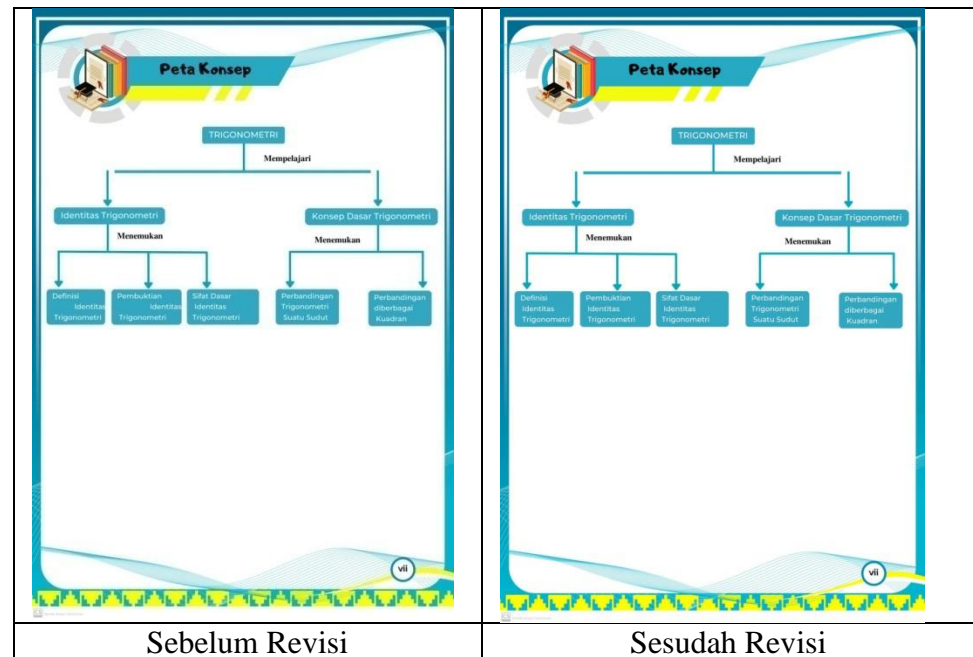 Peta Konsep
TRIGONOMETRI
Mempelajari
Identitas Trigonometri
Konsep Dasar Trigonometri
Menemukan
Menemukan
Definisi
Identitas
Trigonometri
Pembuktian
Identitas
Trigonometri
Sifat Dasar
Identitas
Trigonometri
Perbandingan
Trigonometri
Suatu Sudut
Perbandingan
diberbagai
Kuadran
vii
Sebelum Revisi
Peta Konsep
TRIGONOMETRI
Mempelajari
Identitas Trigonometri
Konsep Dasar Trigonometri
Menemukan
Menemukan
Definisi
Identitas
Trigonometri
Pembuktian
Identitas
Trigonometri
Sifat Dasar
Identitas
Trigonometri
Perbandingan
Trigonometri
Suatu Sudut
Perbandingan
diberbagai
Kuadran
vii
Sesudah Revisi